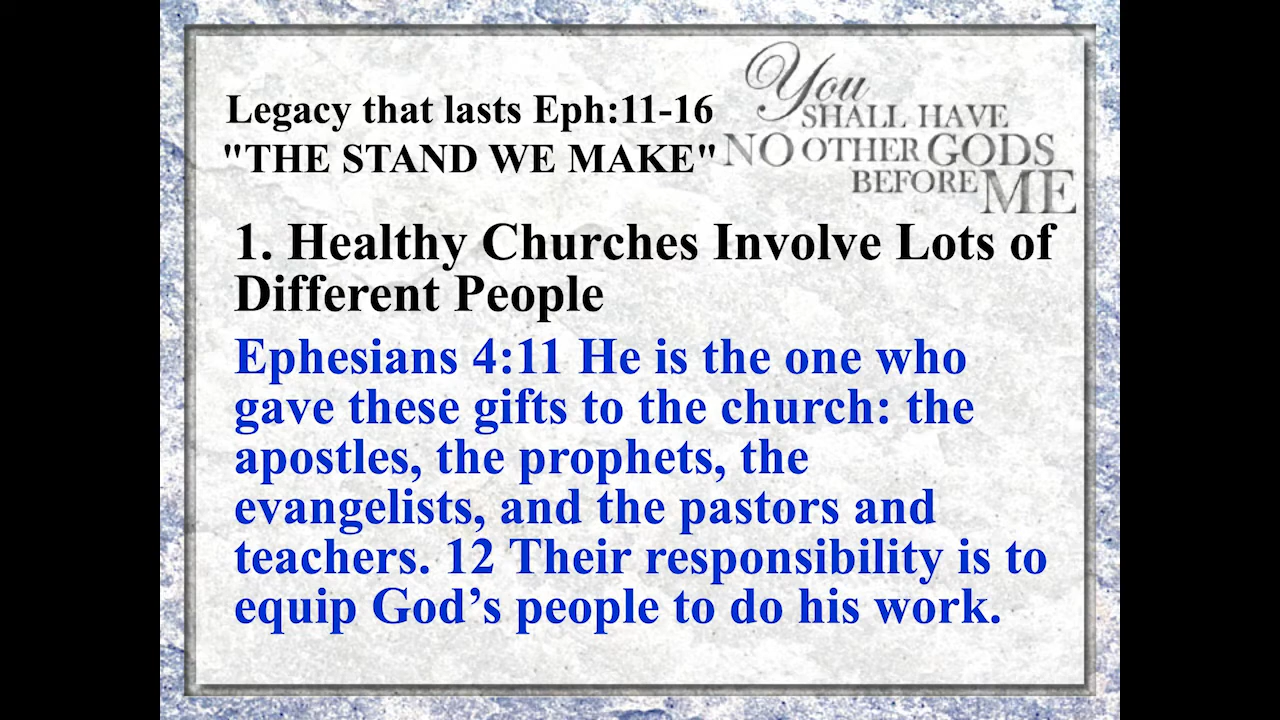 Legacy that lasts Eph:11-16
"THE STAND WE MAKE"
You
SHALL HAVE
NO OTHER GODS
BEFORE ME
1. Healthy Churches Involve Lots of
Different People
Ephesians 4:11 He is the one who
gave these gifts to the church: the
apostles, the prophets, the
evangelists, and the pastors and
teachers. 12 Their responsibility is to
equip God’s people to do his work.